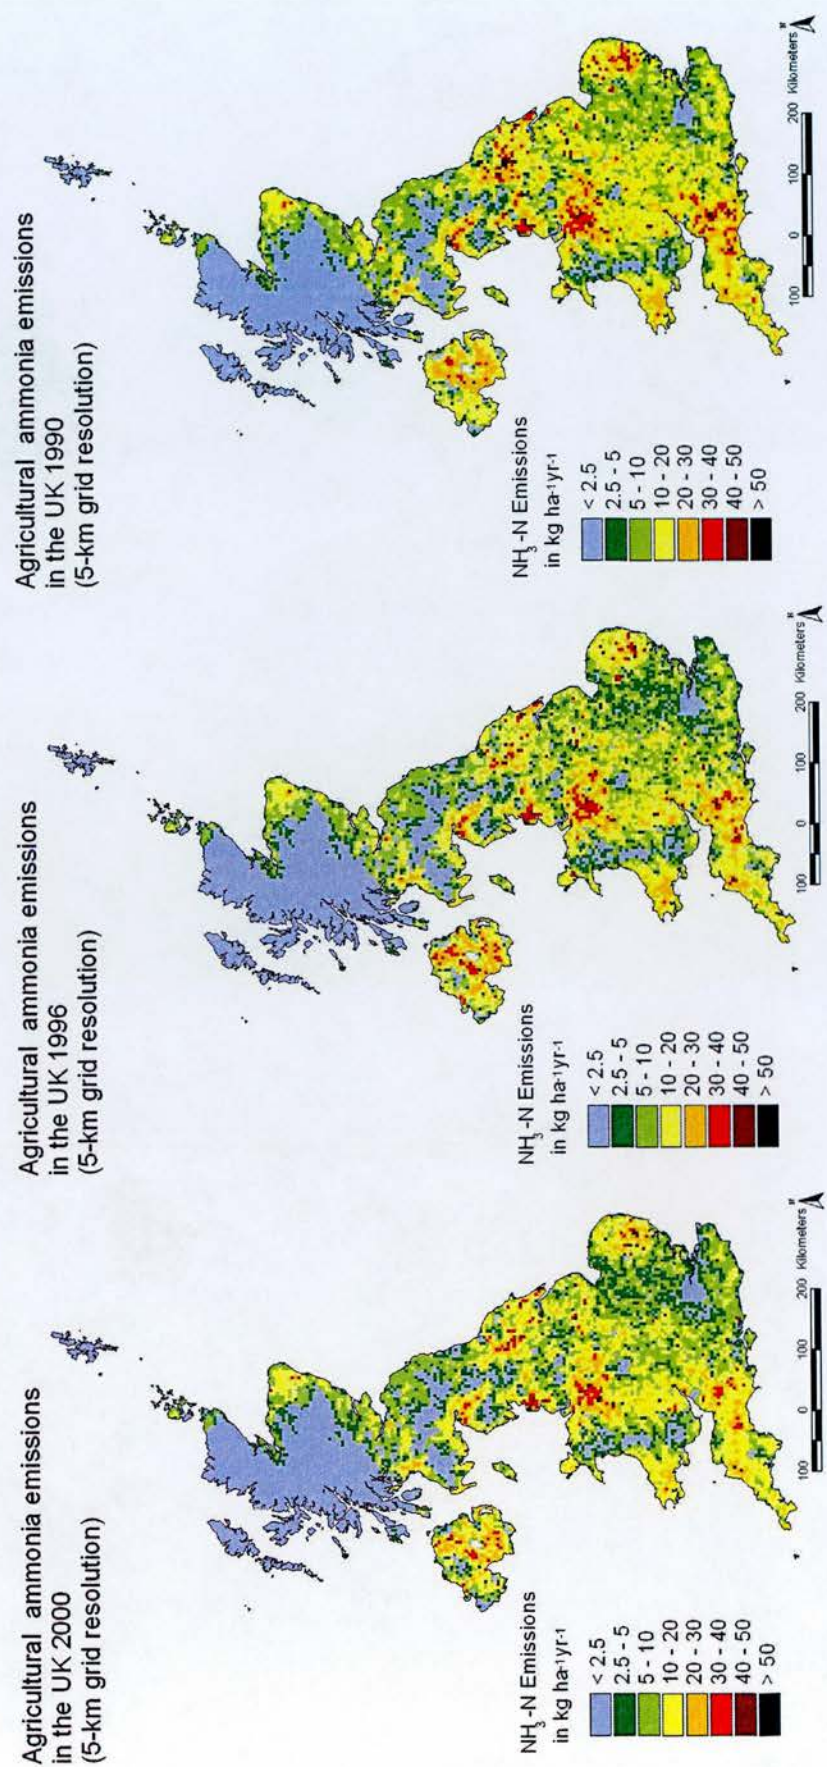 Agricultural ammonia emissions
in the UK 2000
(5-km grid resolution)
NH₃-N Emissions
in kg ha⁻¹yr⁻¹
< 2.5
2.5 - 5
5 - 10
10 - 20
20 - 30
30 - 40
40 - 50
> 50
100 0 100 200 Kilometers
N
Agricultural ammonia emissions
in the UK 1996
(5-km grid resolution)
NH₃-N Emissions
in kg ha⁻¹yr⁻¹
< 2.5
2.5 - 5
5 - 10
10 - 20
20 - 30
30 - 40
40 - 50
> 50
100 0 100 200 Kilometers
N
Agricultural ammonia emissions
in the UK 1990
(5-km grid resolution)
NH₃-N Emissions
in kg ha⁻¹yr⁻¹
< 2.5
2.5 - 5
5 - 10
10 - 20
20 - 30
30 - 40
40 - 50
> 50
100 0 100 200 Kilometers
N